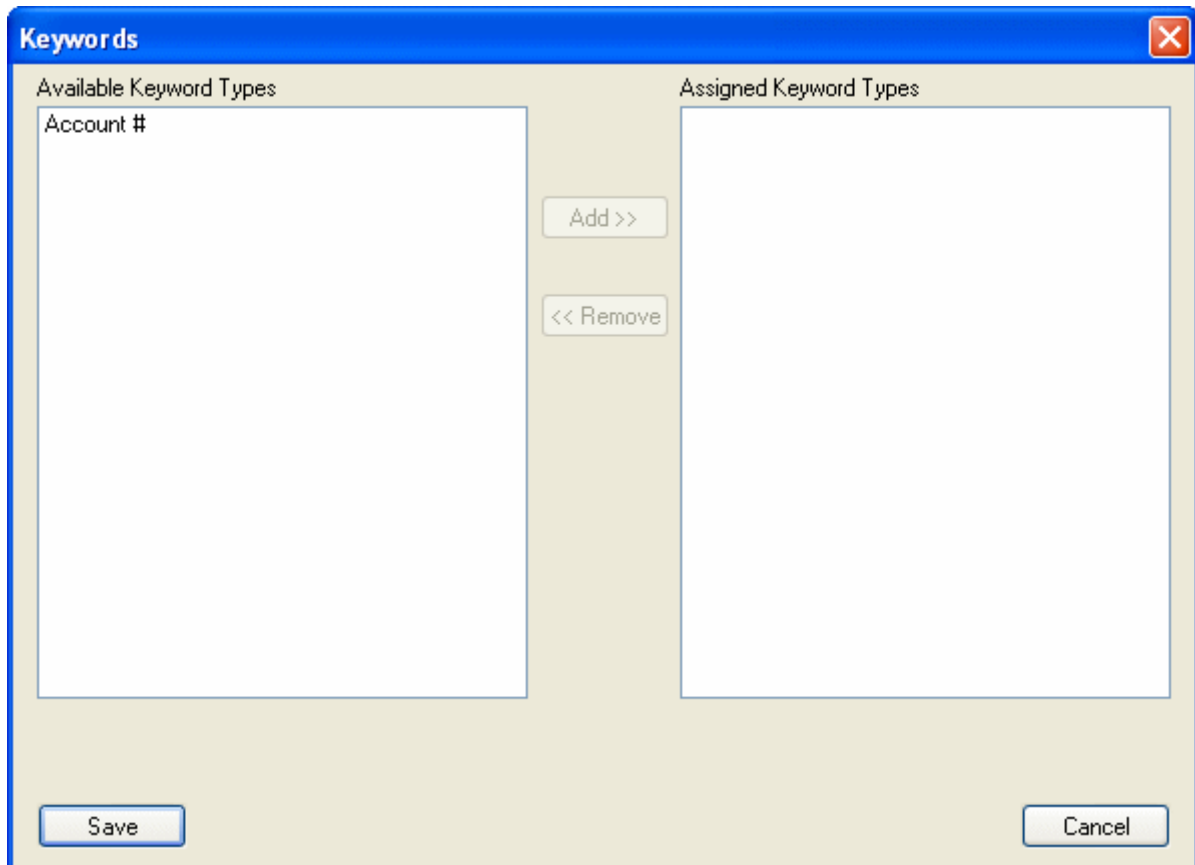 Keywords
Available Keyword Types
Assigned Keyword Types
Account #
Add >>
<< Remove
Save
Cancel